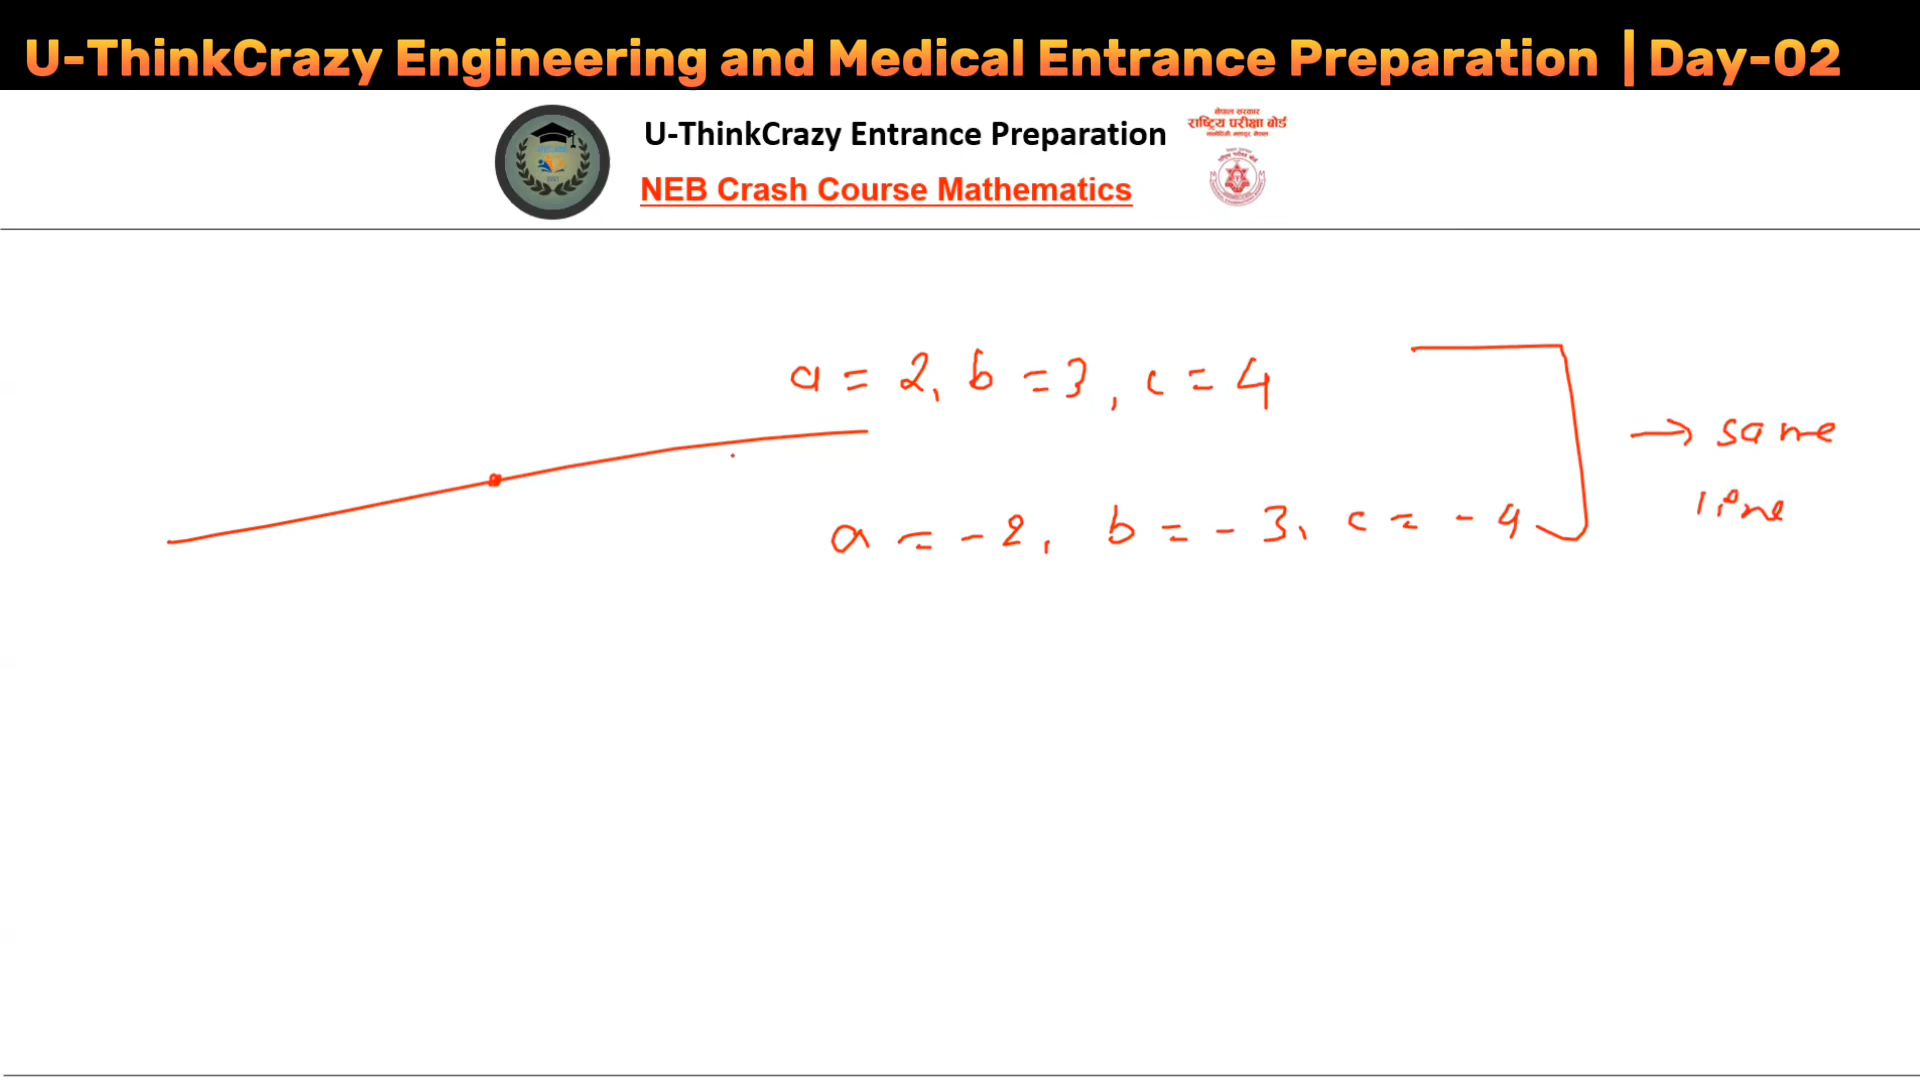 U-ThinkCrazy Engineering and Medical Entrance Preparation | Day-02
U-ThinkCrazy Entrance Preparation
राष्ट्रिय परीक्षा बोर्ड
NEB Crash Course Mathematics
a = 2, b = 3, c = 4
→ same
line
a = -2, b = -3, c = -4